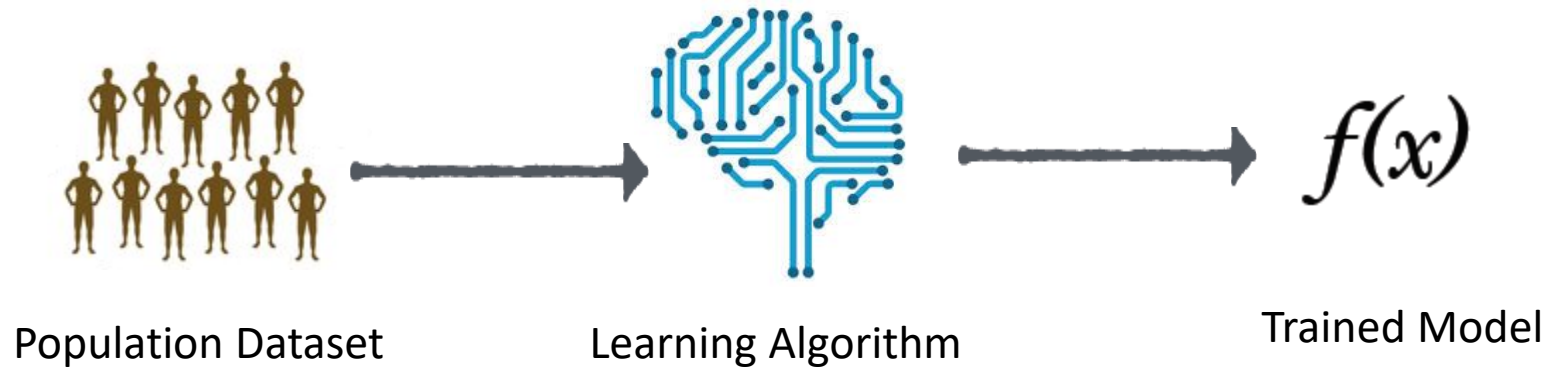 f(x)
Population Dataset
Learning Algorithm
Trained Model